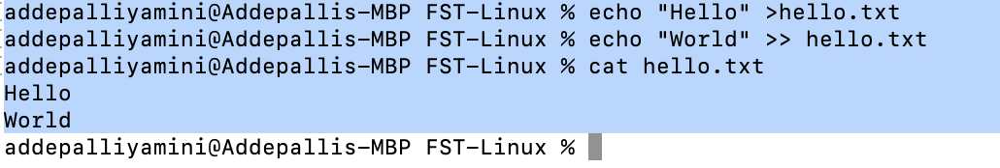 addepalliyamini@Addepallis-MBP FST-Linux % echo "Hello" >hello.txt
addepalliyamini@Addepallis-MBP FST-Linux % echo "World" >> hello.txt
addepalliyamini@Addepallis-MBP FST-Linux % cat hello.txt
Hello
World
addepalliyamini@Addepallis-MBP FST-Linux %